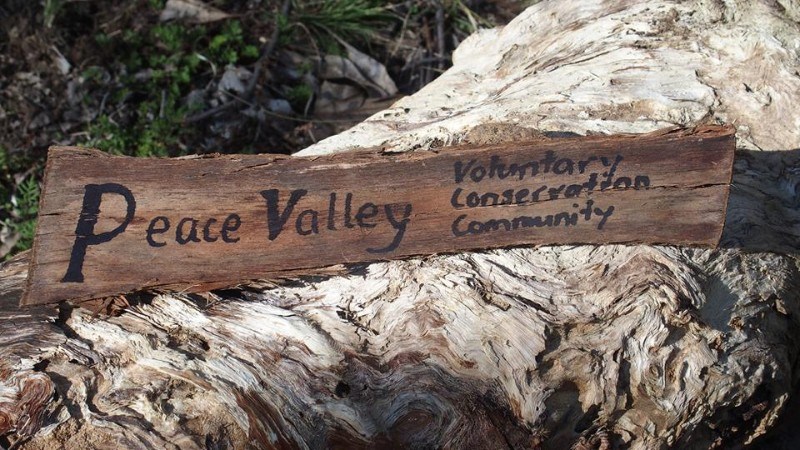 Peace Valley
Voluntary
Conservation
Community